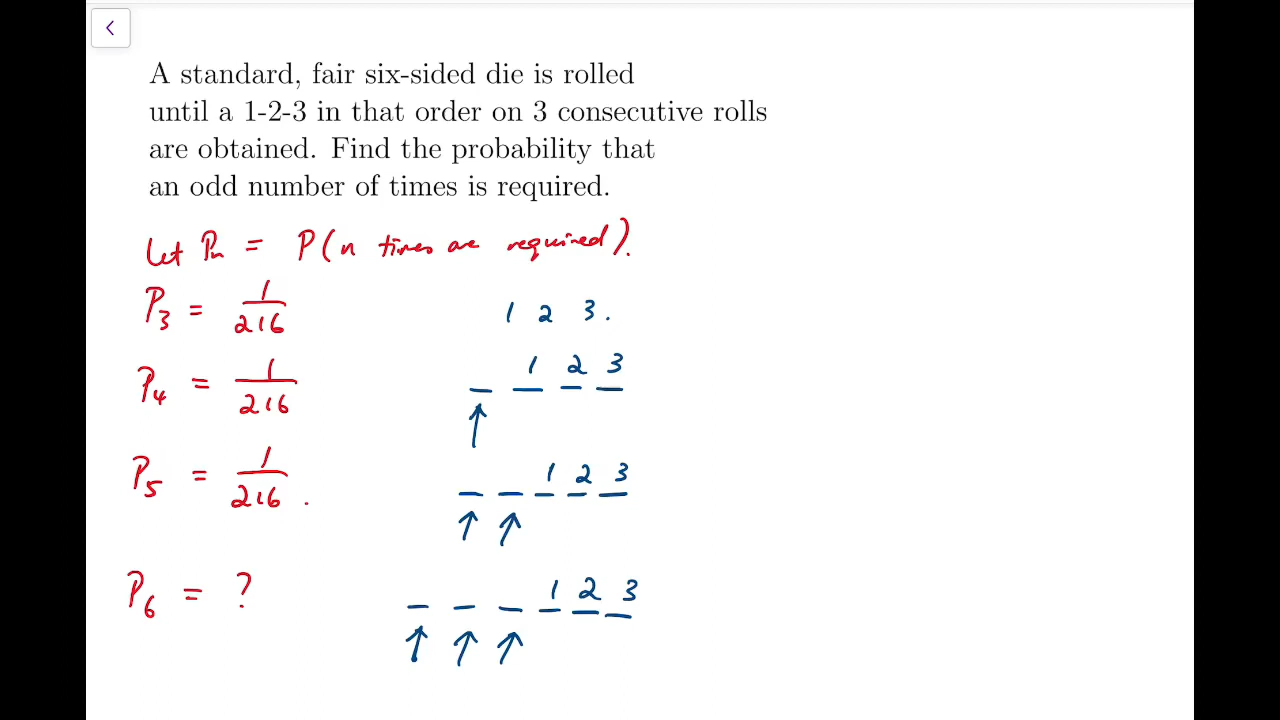 A standard, fair six-sided die is rolled
until a 1-2-3 in that order on 3 consecutive rolls
are obtained. Find the probability that
an odd number of times is required.
Let Pn = P(n times are required).
P3 = 1/216 1 2 3.
P4 = 1/216 _ 1 2 3
P5 = 1/216. _ _ 1 2 3
P6 = ? _ _ _ 1 2 3